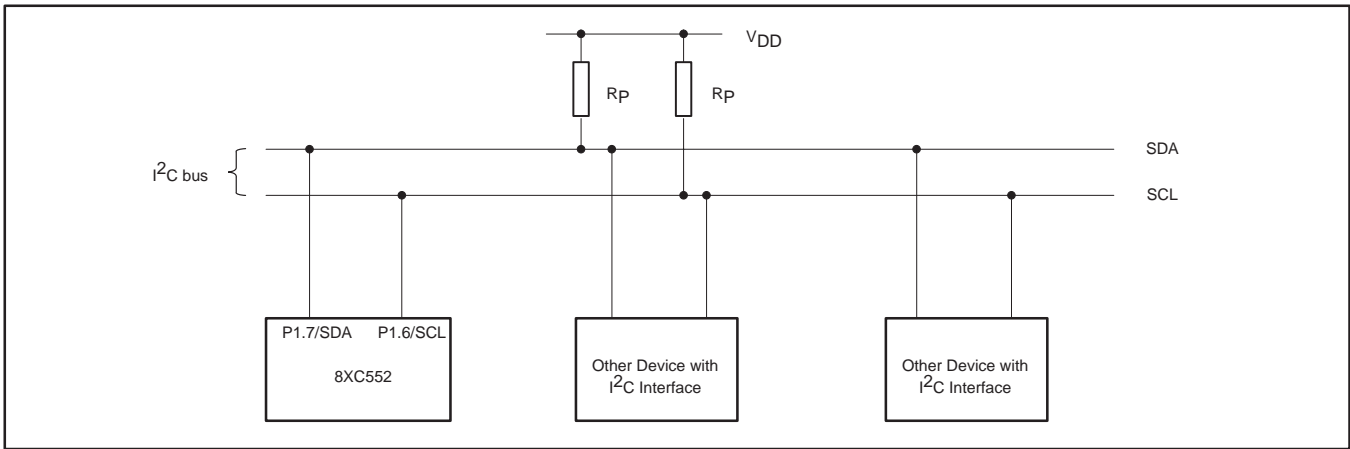 VDD
RP RP
SDA
I²C bus
SCL
P1.7/SDA P1.6/SCL
8XC552
Other Device with
I²C Interface
Other Device with
I²C Interface